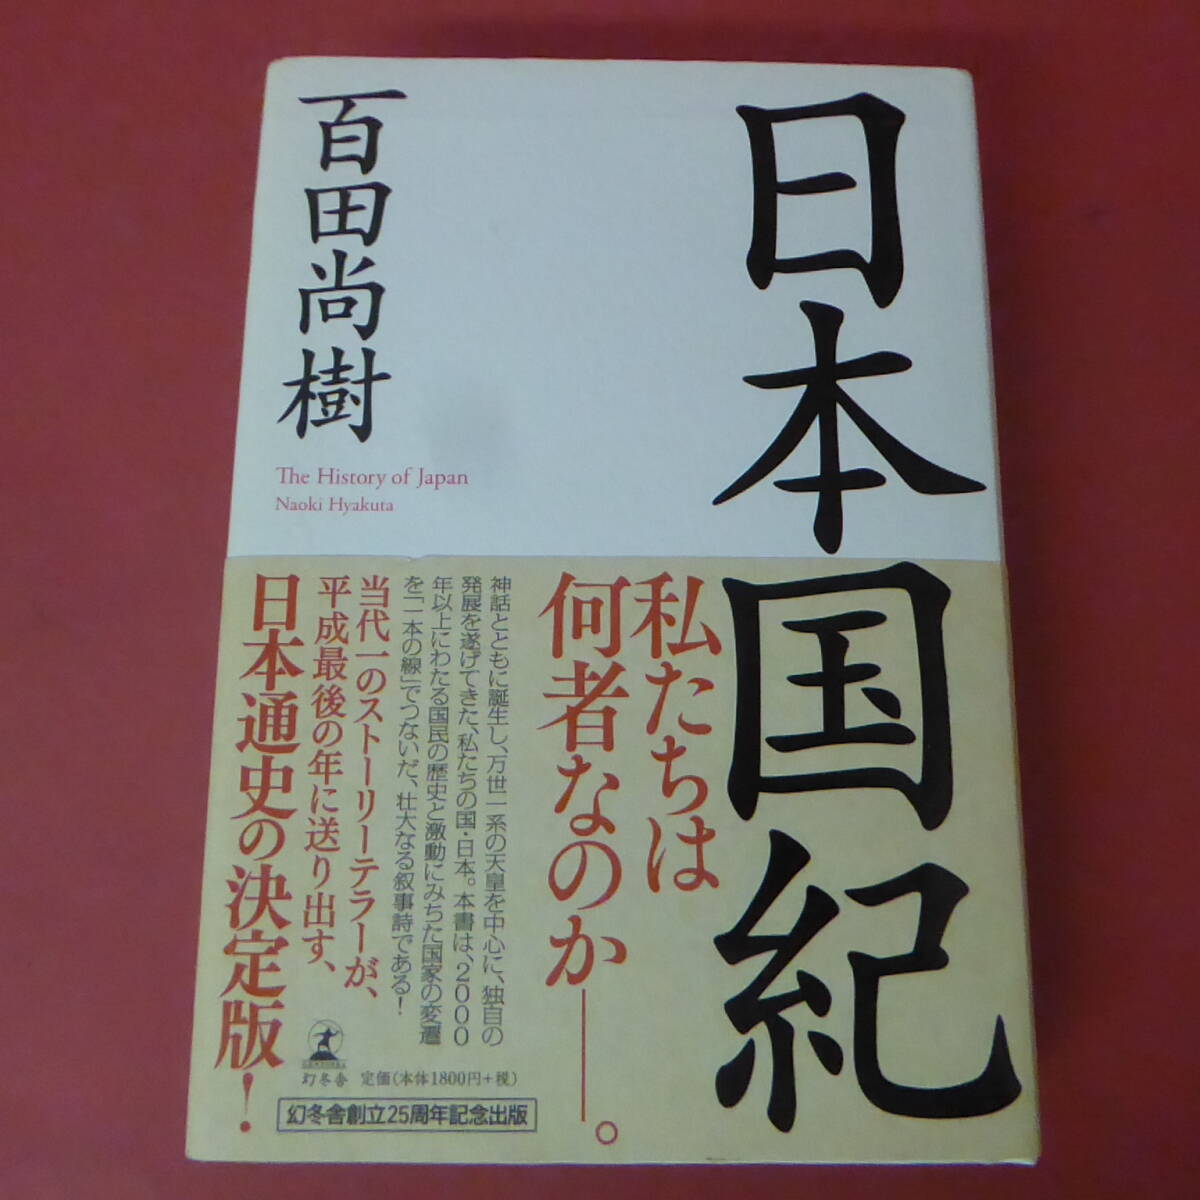 日本国紀
百田尚樹
The History of Japan
Naoki Hyakuta
私たちは
何者なのか——。
神話とともに誕生し、万世一系の天皇を中心に、独自の
発展を遂げてきた、私たちの国・日本。本書は、2000
年以上にわたる国民の歴史と激動にみちた国家の変遷
を「一本の線」でつないだ、壮大なる叙事詩である！
当代一のストーリーテラーが、
平成最後の年に送り出す、
日本通史の決定版！
幻冬舎 定価(本体1800円+税)
幻冬舎創立25周年記念出版